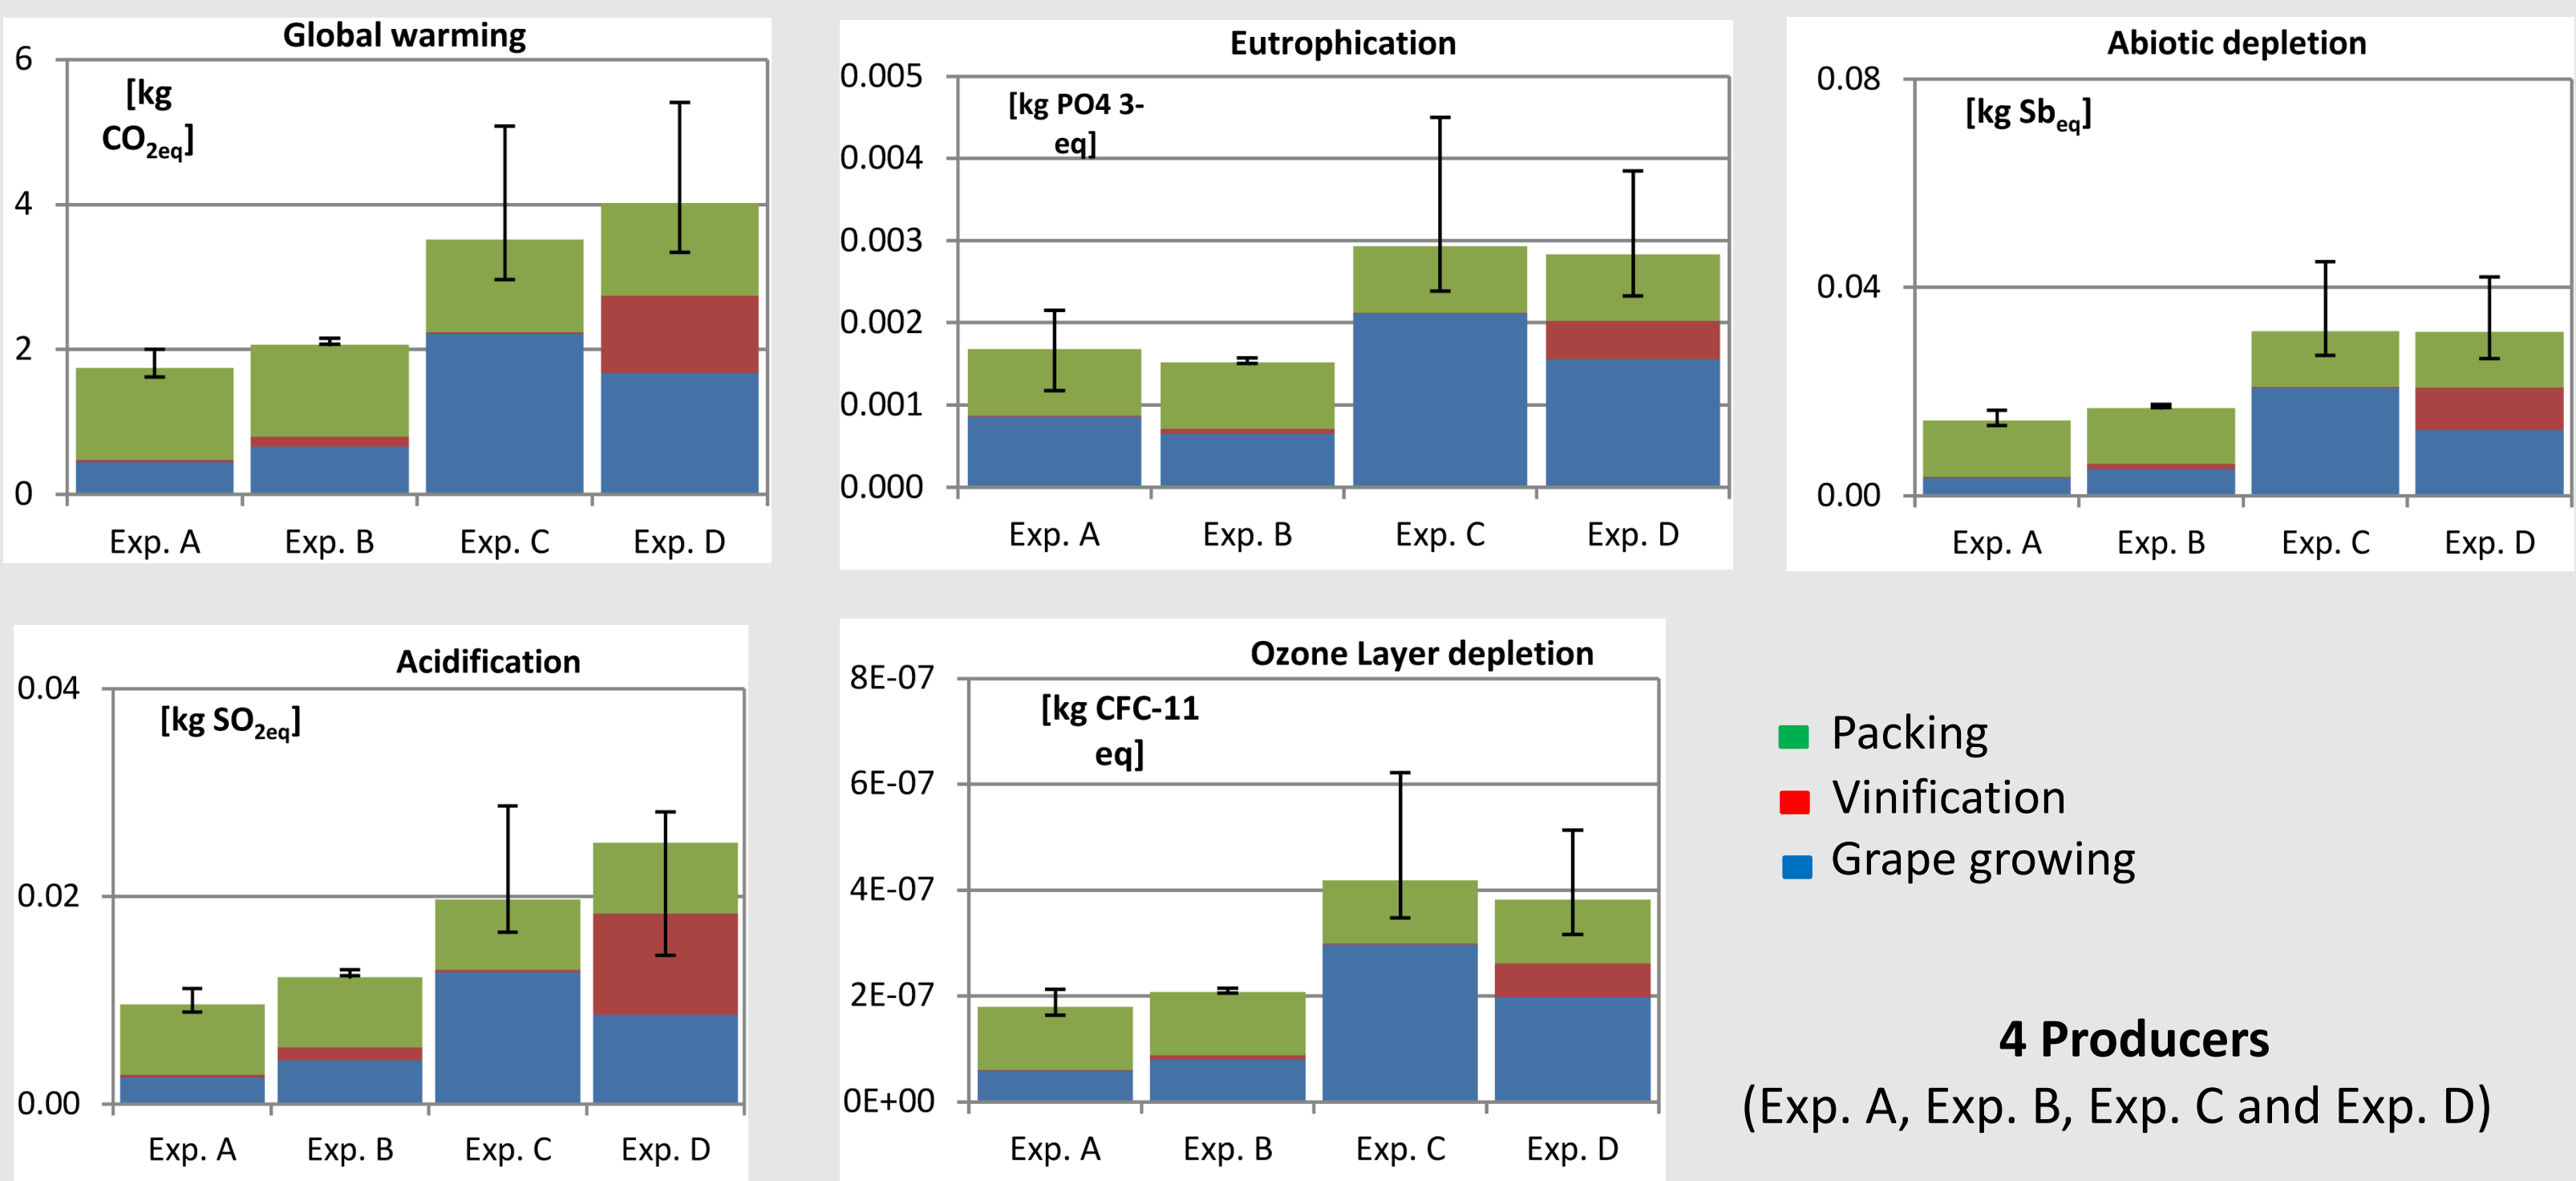 Global warming
[kg
CO2eq]
6
4
2
0
Exp. A Exp. B Exp. C Exp. D
Eutrophication
[kg PO4 3-
eq]
0.005
0.004
0.003
0.002
0.001
0.000
Exp. A Exp. B Exp. C Exp. D
Abiotic depletion
[kg Sbeq]
0.08
0.04
0.00
Exp. A Exp. B Exp. C Exp. D
Acidification
[kg SO2eq]
0.04
0.02
0.00
Exp. A Exp. B Exp. C Exp. D
Ozone Layer depletion
[kg CFC-11
eq]
8E-07
6E-07
4E-07
2E-07
0E+00
Exp. A Exp. B Exp. C Exp. D
Packing
Vinification
Grape growing
4 Producers
(Exp. A, Exp. B, Exp. C and Exp. D)